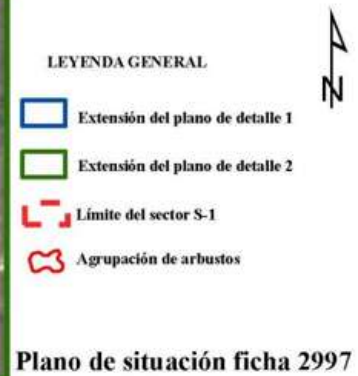 N
LEYENDA GENERAL
Extensión del plano de detalle 1
Extensión del plano de detalle 2
Límite del sector S-1
Agrupación de arbustos
Plano de situación ficha 2997